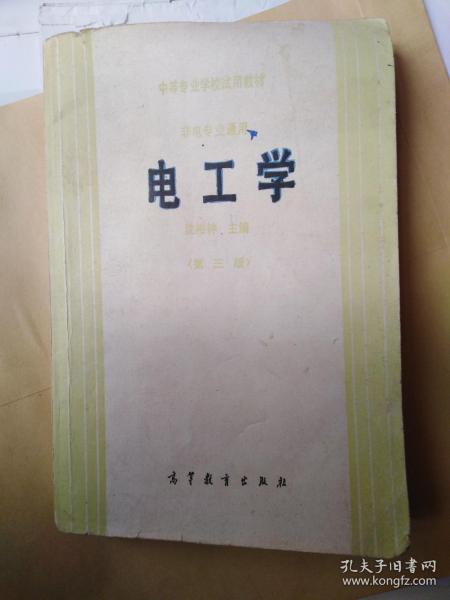 中等专业学校试用教材
非电专业通用
电工学
主编
（第三版）
高等教育出版社
孔夫子旧书网
www.kongfz.com